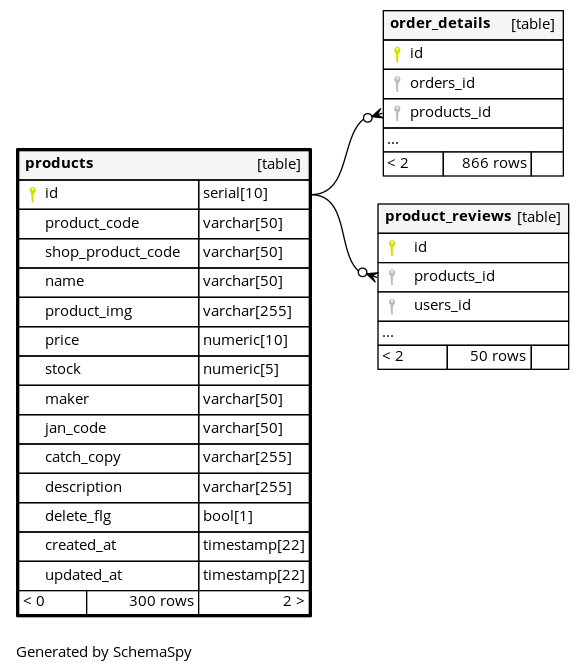 order_details [table]
id
orders_id
products_id
...
< 2 866 rows
products [table]
id serial[10]
product_code varchar[50]
shop_product_code varchar[50]
name varchar[50]
product_img varchar[255]
price numeric[10]
stock numeric[5]
maker varchar[50]
jan_code varchar[50]
catch_copy varchar[255]
description varchar[255]
delete_flg bool[1]
created_at timestamp[22]
updated_at timestamp[22]
< 0 300 rows 2 >
product_reviews [table]
id
products_id
users_id
...
< 2 50 rows
Generated by SchemaSpy